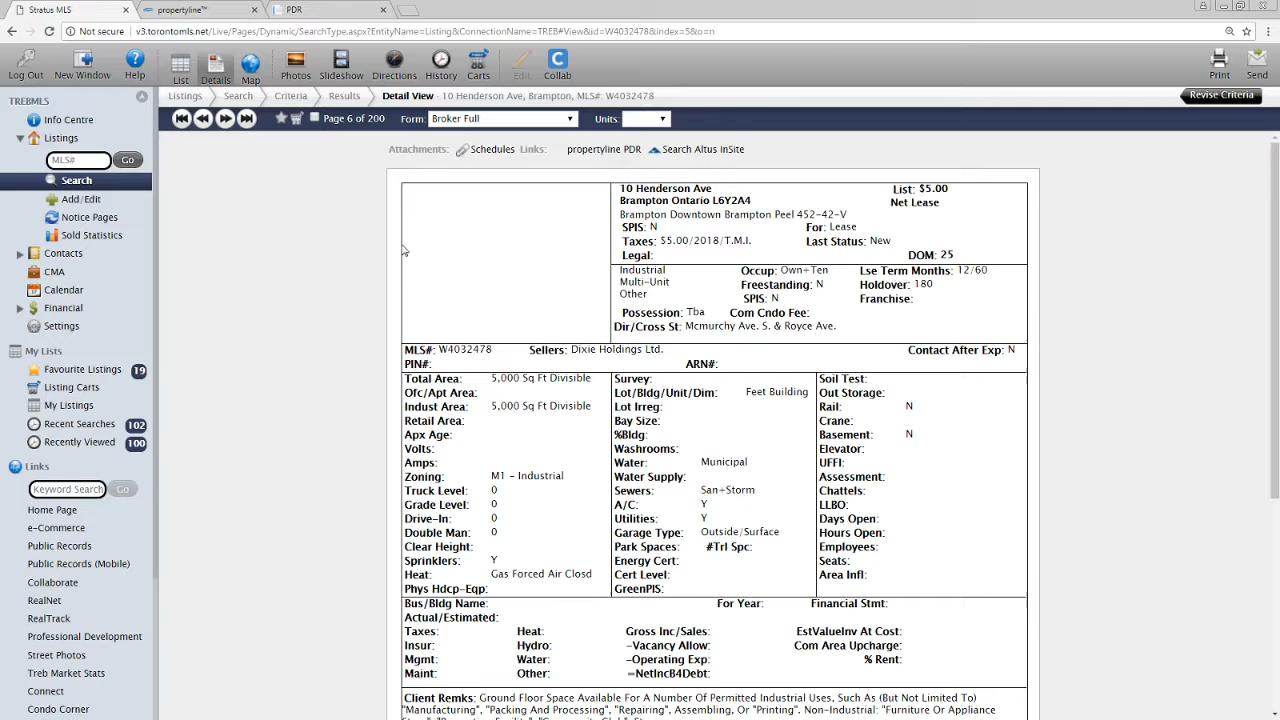 Stratus MLS × propertyline™ × PDR ×
Not secure v3.torontomls.net/Live/Pages/Dynamic/SearchType.aspx?EntityName=Listing&ConnectionName=TREB#View&id=W4032478&index=5&o=n
Log Out New Window Help List Details Map Photos Slideshow Directions History Carts Edit Collab Print Send
TREBMLS Listings Search Criteria Results Detail View - 10 Henderson Ave, Brampton, MLS#: W4032478 Revise Criteria
Page 6 of 200 Form: Broker Full Units:
Info Centre
Listings
MLS# Go
Search
Add/Edit
Notice Pages
Sold Statistics
Contacts
CMA
Calendar
Financial
Settings
My Lists
Favourite Listings 19
Listing Carts
My Listings
Recent Searches 102
Recently Viewed 100
Links
Keyword Search Go
Home Page
e-Commerce
Public Records
Public Records (Mobile)
Collaborate
RealNet
RealTrack
Professional Development
Street Photos
Treb Market Stats
Connect
Condo Corner
Attachments: Schedules Links: propertyline PDR Search Altus InSite
10 Henderson Ave List: $5.00
Brampton Ontario L6Y2A4 Net Lease
Brampton Downtown Brampton Peel 452-42-V
SPIS: N For: Lease
Taxes: $5.00/2018/T.M.I. Last Status: New
Legal: DOM: 25
Industrial Occup: Own+Ten Lse Term Months: 12/60
Multi-Unit Freestanding: N Holdover: 180
Other SPIS: N Franchise:
Possession: Tba Com Cndo Fee:
Dir/Cross St: Mcmurchy Ave. S. & Royce Ave.
MLS#: W4032478 Sellers: Dixie Holdings Ltd. Contact After Exp: N
PIN#: ARN#:
Total Area: 5,000 Sq Ft Divisible Survey: Soil Test:
Ofc/Apt Area: Lot/Bldg/Unit/Dim: Feet Building Out Storage:
Indust Area: 5,000 Sq Ft Divisible Lot Irreg: Rail: N
Retail Area: Bay Size: Crane:
Apx Age: %Bldg: Basement: N
Volts: Washrooms: Elevator:
Amps: Water: Municipal UFFI:
Zoning: M1 - Industrial Water Supply: Assessment:
Truck Level: 0 Sewers: San+Storm Chattels:
Grade Level: 0 A/C: Y LLBO:
Drive-In: 0 Utilities: Y Days Open:
Double Man: 0 Garage Type: Outside/Surface Hours Open:
Clear Height: Park Spaces: #Trl Spc: Employees:
Sprinklers: Y Energy Cert: Seats:
Heat: Gas Forced Air Closd Cert Level: Area Infl:
Phys Hdcp-Eqp: GreenPIS:
Bus/Bldg Name: For Year: Financial Stmt:
Actual/Estimated:
Taxes: Heat: Gross Inc/Sales: EstValueInv At Cost:
Insur: Hydro: -Vacancy Allow: Com Area Upcharge:
Mgmt: Water: -Operating Exp: % Rent:
Maint: Other: =NetIncB4Debt:
Client Remks: Ground Floor Space Available For A Number Of Permitted Industrial Uses, Such As (But Not Limited To)
"Manufacturing", "Packing And Processing", "Repairing", Assembling, Or "Printing". Non-Industrial: "Furniture Or Appliance